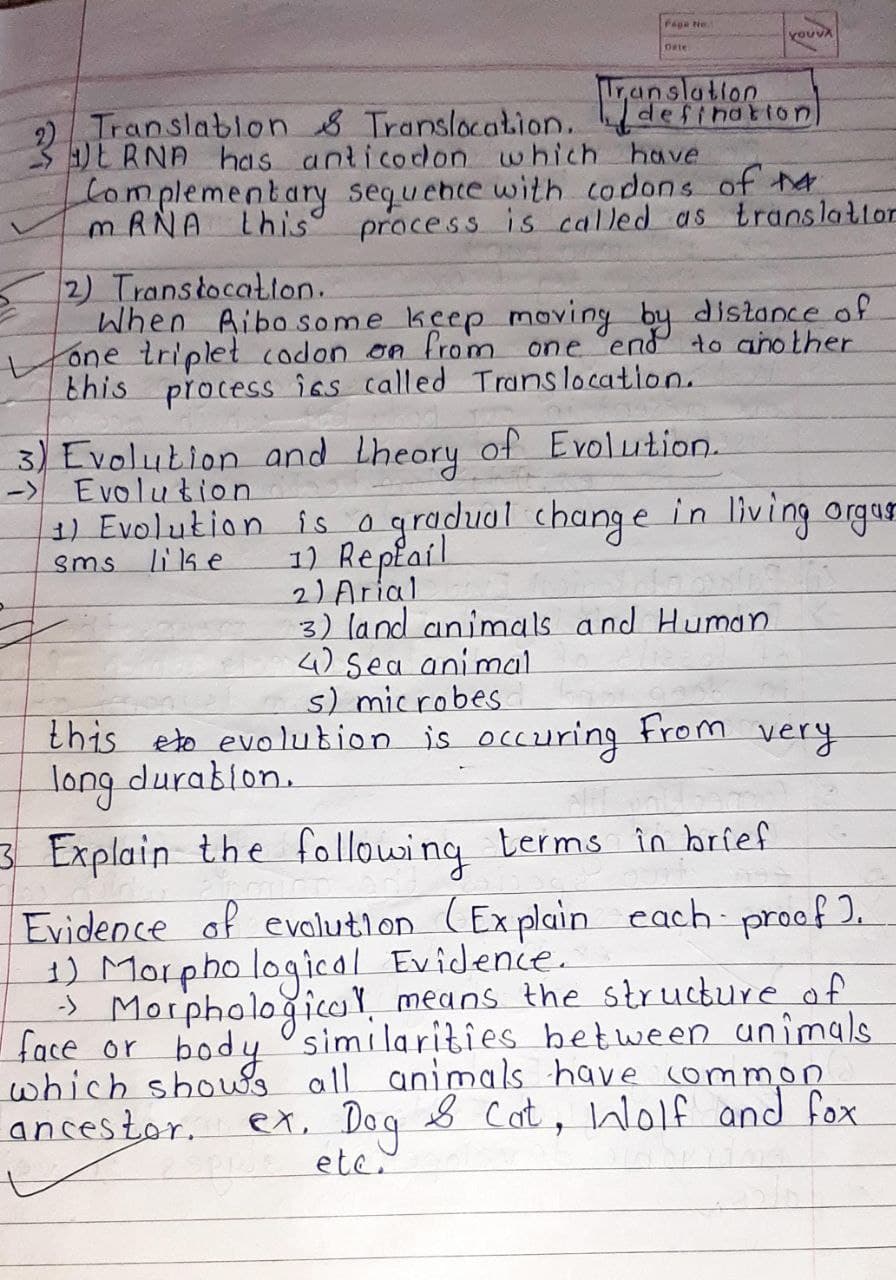 Page No.
Date
YOUVA
Translation
defination
2) Translation & Translocation.
1) t RNA has anticodon which have
Complementary sequence with codons of
mRNA this process is called as translation
2) Translocation.
When Ribosome keep moving by distance of
one triplet codon from one end to another
this process is called Translocation.
3) Evolution and theory of Evolution.
-> Evolution
1) Evolution is a gradual change in living orga
sms like 1) Reptail
2) Arial
3) land animals and Human
4) Sea animal
5) microbes
this evolution is occuring From very
long duration.
3 Explain the following terms in brief
Evidence of evolution (Explain each proof).
1) Morphological Evidence.
-> Morphological means the structure of
face or body similarities between animals
which shows all animals have common
ancestor. ex. Dog & Cat, Wolf and fox
etc.